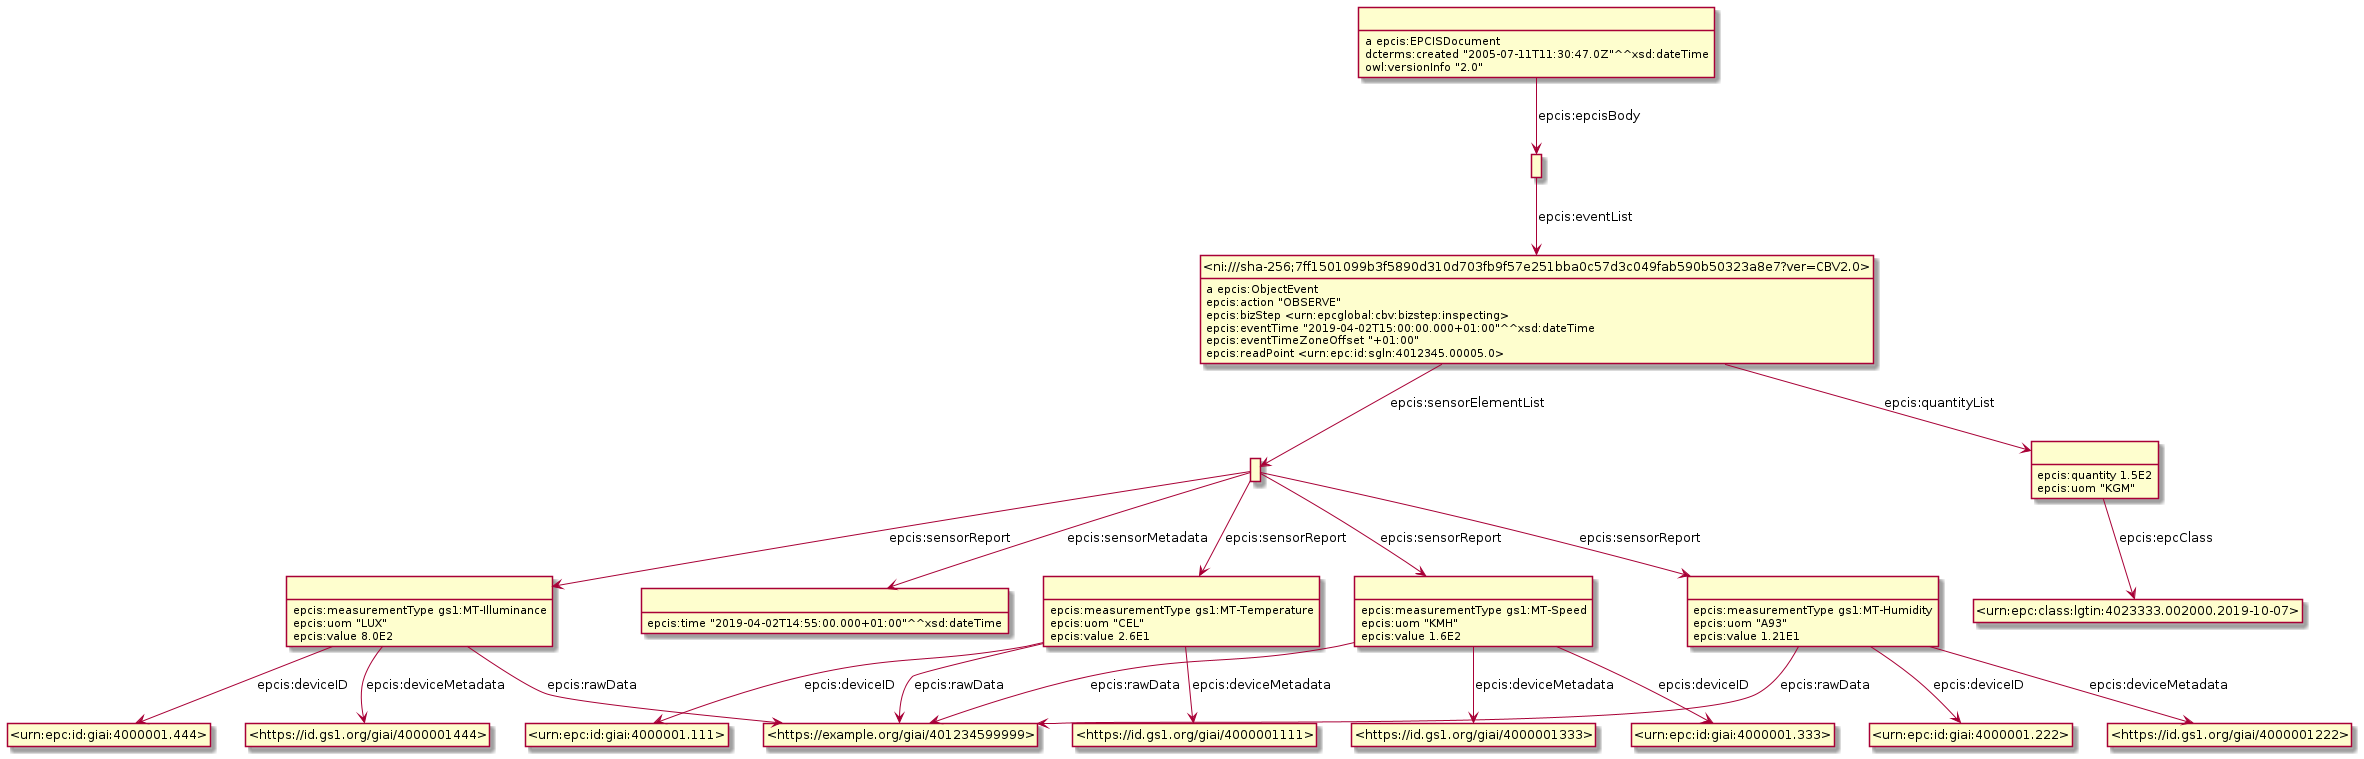 a epcis:EPCISDocument
dcterms:created "2005-07-11T11:30:47.0Z"^^xsd:dateTime
owl:versionInfo "2.0"
epcis:epcisBody
epcis:eventList
<ni:///sha-256;7ff1501099b3f5890d310d703fb9f57e251bba0c57d3c049fab590b50323a8e7?ver=CBV2.0>
a epcis:ObjectEvent
epcis:action "OBSERVE"
epcis:bizStep <urn:epcglobal:cbv:bizstep:inspecting>
epcis:eventTime "2019-04-02T15:00:00.000+01:00"^^xsd:dateTime
epcis:eventTimeZoneOffset "+01:00"
epcis:readPoint <urn:epc:id:sgln:4012345.00005.0>
epcis:sensorElementList
epcis:quantityList
epcis:quantity 1.5E2
epcis:uom "KGM"
epcis:sensorReport
epcis:sensorMetadata
epcis:sensorReport
epcis:sensorReport
epcis:sensorReport
epcis:epcClass
epcis:measurementType gs1:MT-Illuminance
epcis:uom "LUX"
epcis:value 8.0E2
epcis:time "2019-04-02T14:55:00.000+01:00"^^xsd:dateTime
epcis:measurementType gs1:MT-Temperature
epcis:uom "CEL"
epcis:value 2.6E1
epcis:measurementType gs1:MT-Speed
epcis:uom "KMH"
epcis:value 1.6E2
epcis:measurementType gs1:MT-Humidity
epcis:uom "A93"
epcis:value 1.21E1
<urn:epc:class:lgtin:4023333.002000.2019-10-07>
epcis:deviceID
epcis:deviceMetadata
epcis:rawData
epcis:deviceID
epcis:rawData
epcis:rawData
epcis:deviceMetadata
epcis:deviceMetadata
epcis:deviceID
epcis:rawData
epcis:deviceID
epcis:deviceMetadata
<urn:epc:id:giai:4000001.444>
<https://id.gs1.org/giai/4000001444>
<urn:epc:id:giai:4000001.111>
<https://example.org/giai/401234599999>
<https://id.gs1.org/giai/4000001111>
<https://id.gs1.org/giai/4000001333>
<urn:epc:id:giai:4000001.333>
<urn:epc:id:giai:4000001.222>
<https://id.gs1.org/giai/4000001222>